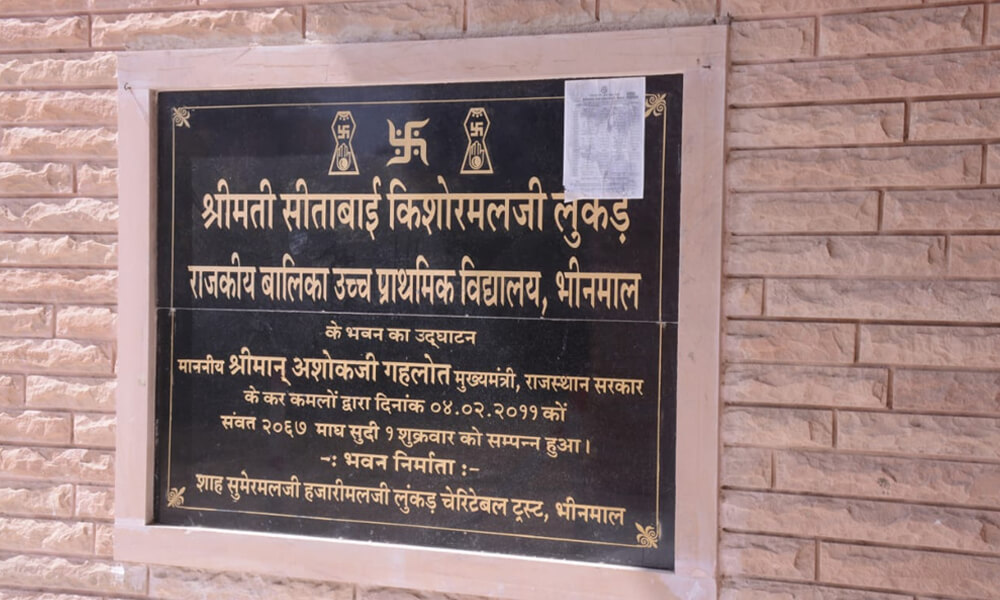 श्रीमती सीताबाई किशोरमलजी लुंकड़
राजकीय बालिका उच्च प्राथमिक विद्यालय, भीनमाल
के भवन का उद्घाटन
माननीय श्रीमान् अशोकजी गहलोत मुख्यमंत्री, राजस्थान सरकार
के कर कमलों द्वारा दिनांक ०४.०२.२०११ कों
संवत २०६७ माघ सुदी १ शुक्रवार को सम्पन्न हुआ।
-: भवन निर्माता :-
शाह सुमेरमलजी हजारीमलजी लुंकड़ चेरिटेबल ट्रस्ट, भीनमाल